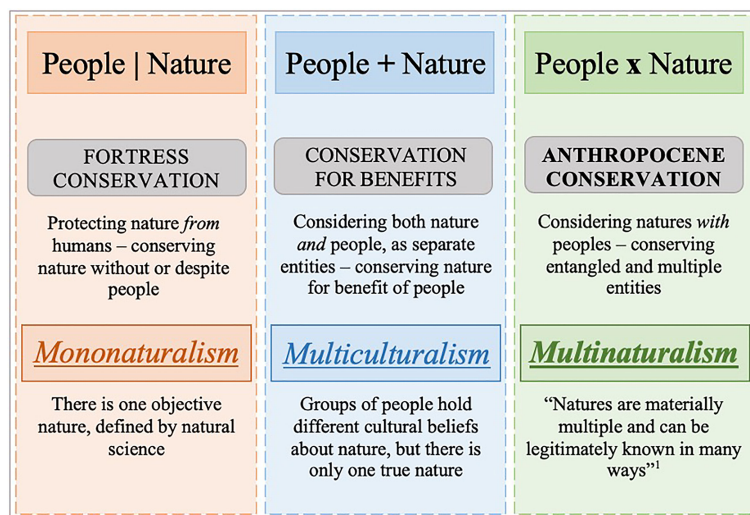 People | Nature
FORTRESS
CONSERVATION
Protecting nature from
humans – conserving
nature without or despite
people
Mononaturalism
There is one objective
nature, defined by natural
science
People + Nature
CONSERVATION
FOR BENEFITS
Considering both nature
and people, as separate
entities – conserving nature
for benefit of people
Multiculturalism
Groups of people hold
different cultural beliefs
about nature, but there is
only one true nature
People x Nature
ANTHROPOCENE
CONSERVATION
Considering natures with
peoples – conserving
entangled and multiple
entities
Multinaturalism
“Natures are materially
multiple and can be
legitimately known in many
ways”¹